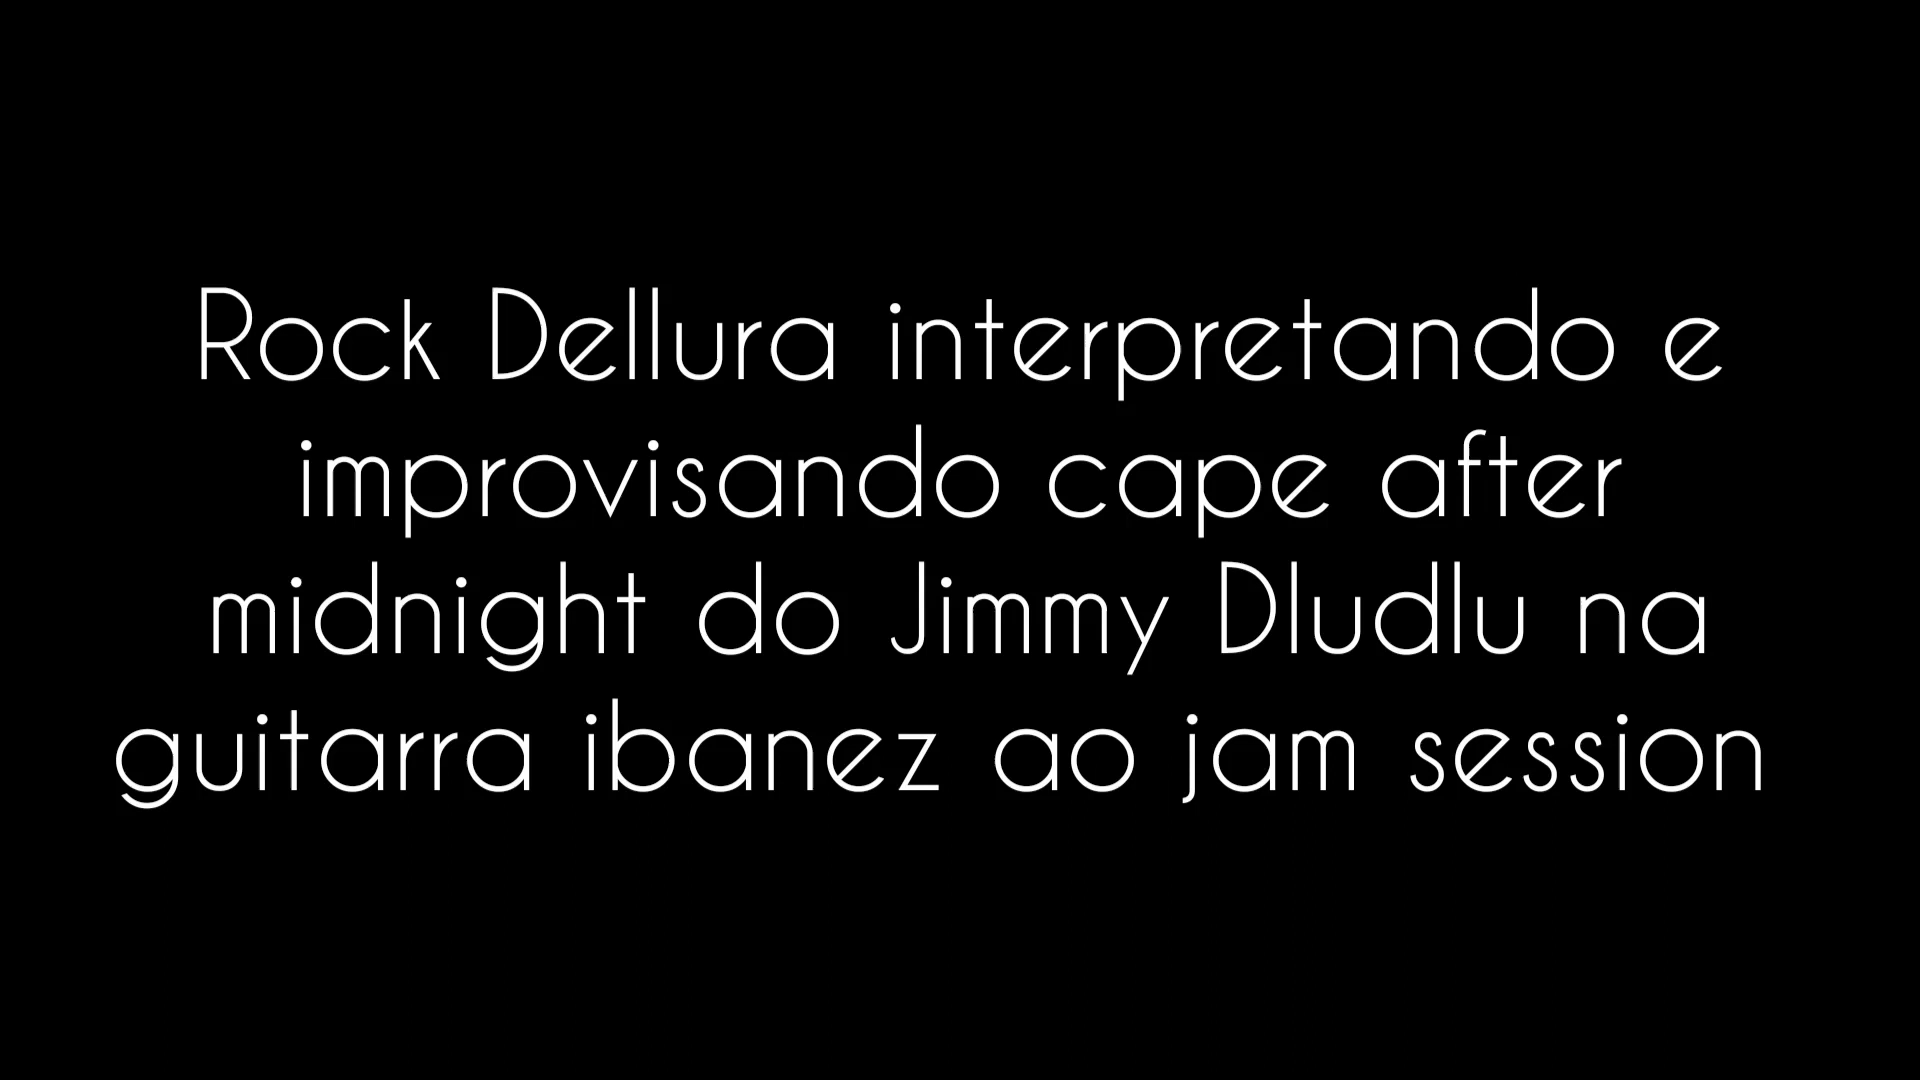 Rock Dellura interpretando e
improvisando cape after
midnight do Jimmy Dludlu na
guitarra ibanez ao jam session